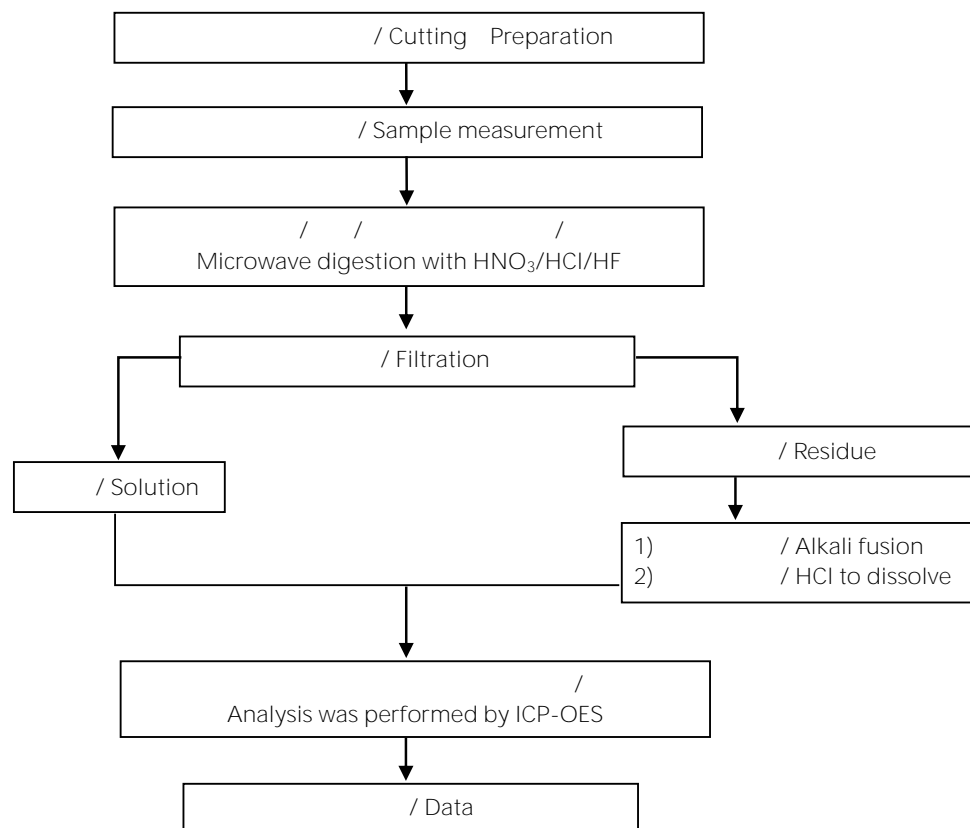 / Cutting Preparation
/ Sample measurement
/ / /
Microwave digestion with HNO₃/HCl/HF
/ Filtration
/ Residue
/ Solution
1) / Alkali fusion
2) / HCl to dissolve
/
Analysis was performed by ICP-OES
/ Data